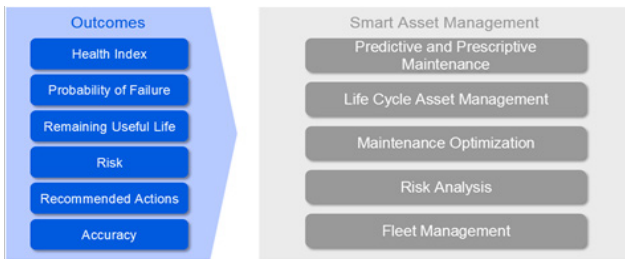 Outcomes
Health Index
Probability of Failure
Remaining Useful Life
Risk
Recommended Actions
Accuracy
Smart Asset Management
Predictive and Prescriptive
Maintenance
Life Cycle Asset Management
Maintenance Optimization
Risk Analysis
Fleet Management